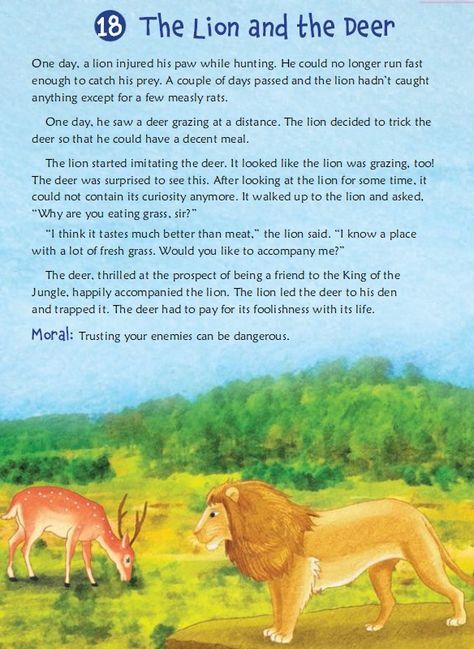 18 The Lion and the Deer
One day, a lion injured his paw while hunting. He could no longer run fast
enough to catch his prey. A couple of days passed and the lion hadn't caught
anything except for a few measly rats.
One day, he saw a deer grazing at a distance. The lion decided to trick the
deer so that he could have a decent meal.
The lion started imitating the deer. It looked like the lion was grazing, too!
The deer was surprised to see this. After looking at the lion for some time, it
could not contain its curiosity anymore. It walked up to the lion and asked,
"Why are you eating grass, sir?"
"I think it tastes much better than meat," the lion said. "I know a place
with a lot of fresh grass. Would you like to accompany me?"
The deer, thrilled at the prospect of being a friend to the King of the
Jungle, happily accompanied the lion. The lion led the deer to his den
and trapped it. The deer had to pay for its foolishness with its life.
Moral: Trusting your enemies can be dangerous.